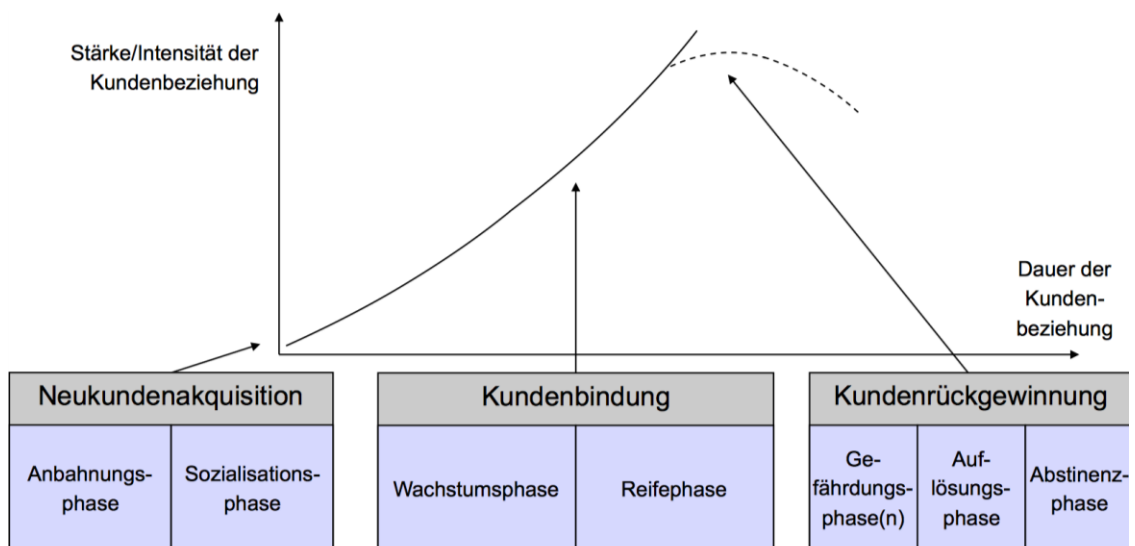 Stärke/Intensität der
Kundenbeziehung
Dauer der
Kunden-
beziehung
Neukundenakquisition
Anbahnungs-
phase
Sozialisations-
phase
Kundenbindung
Wachstumsphase
Reifephase
Kundenrückgewinnung
Ge-
fährdungs-
phase(n)
Auf-
lösungs-
phase
Abstinenz-
phase